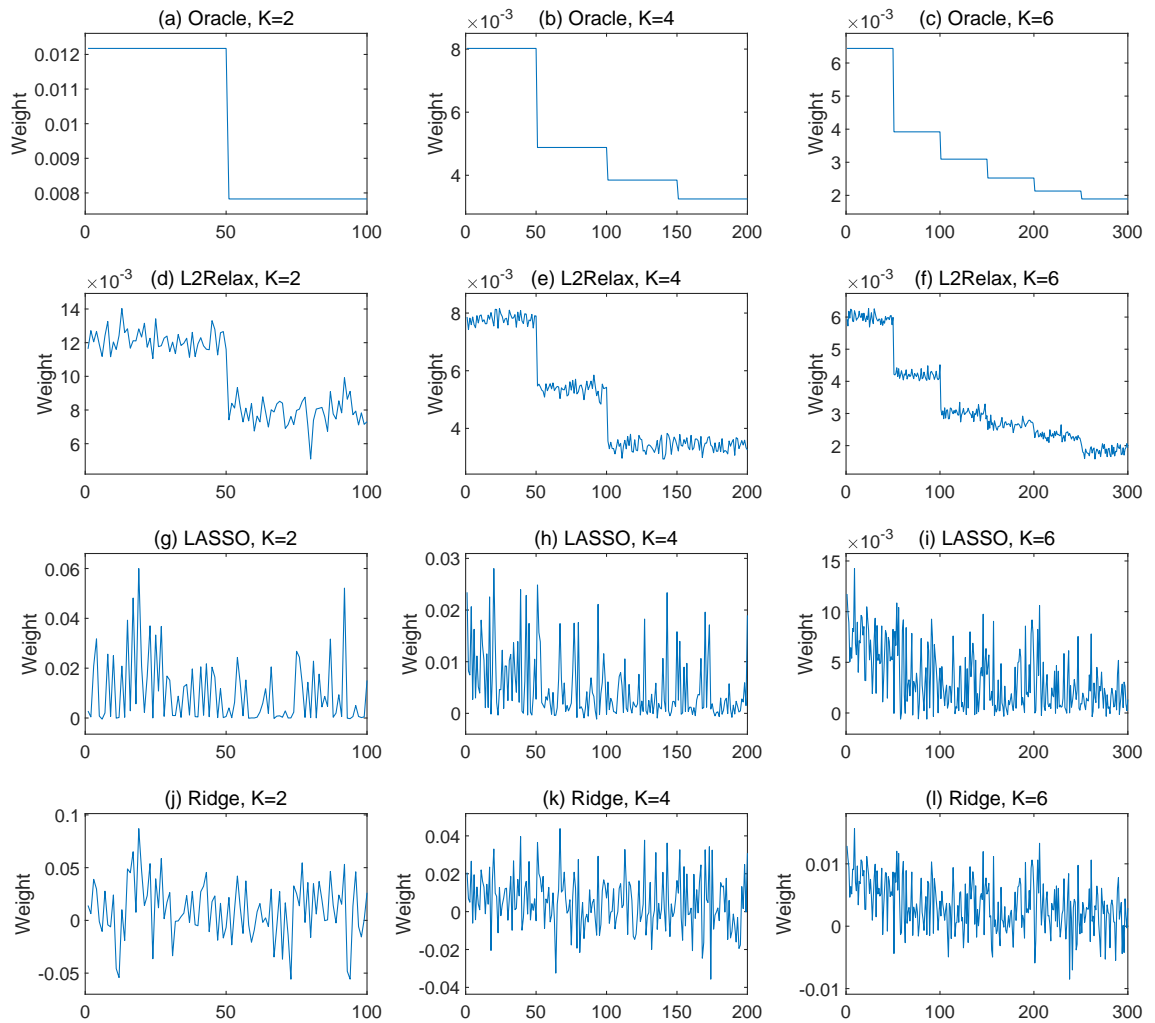 (a) Oracle, K=2
Weight
0.012
0.011
0.01
0.009
0.008
0 50 100
(b) Oracle, K=4
×10⁻³
Weight
8
6
4
0 50 100 150 200
(c) Oracle, K=6
×10⁻³
Weight
6
5
4
3
2
0 100 200 300
(d) L2Relax, K=2
×10⁻³
Weight
14
12
10
8
6
0 50 100
(e) L2Relax, K=4
×10⁻³
Weight
8
6
4
0 50 100 150 200
(f) L2Relax, K=6
×10⁻³
Weight
6
5
4
3
2
0 100 200 300
(g) LASSO, K=2
Weight
0.06
0.04
0.02
0
0 50 100
(h) LASSO, K=4
Weight
0.03
0.02
0.01
0
0 50 100 150 200
(i) LASSO, K=6
×10⁻³
Weight
15
10
5
0
0 100 200 300
(j) Ridge, K=2
Weight
0.1
0.05
0
-0.05
0 50 100
(k) Ridge, K=4
Weight
0.04
0.02
0
-0.02
-0.04
0 50 100 150 200
(l) Ridge, K=6
Weight
0.01
0
-0.01
0 100 200 300